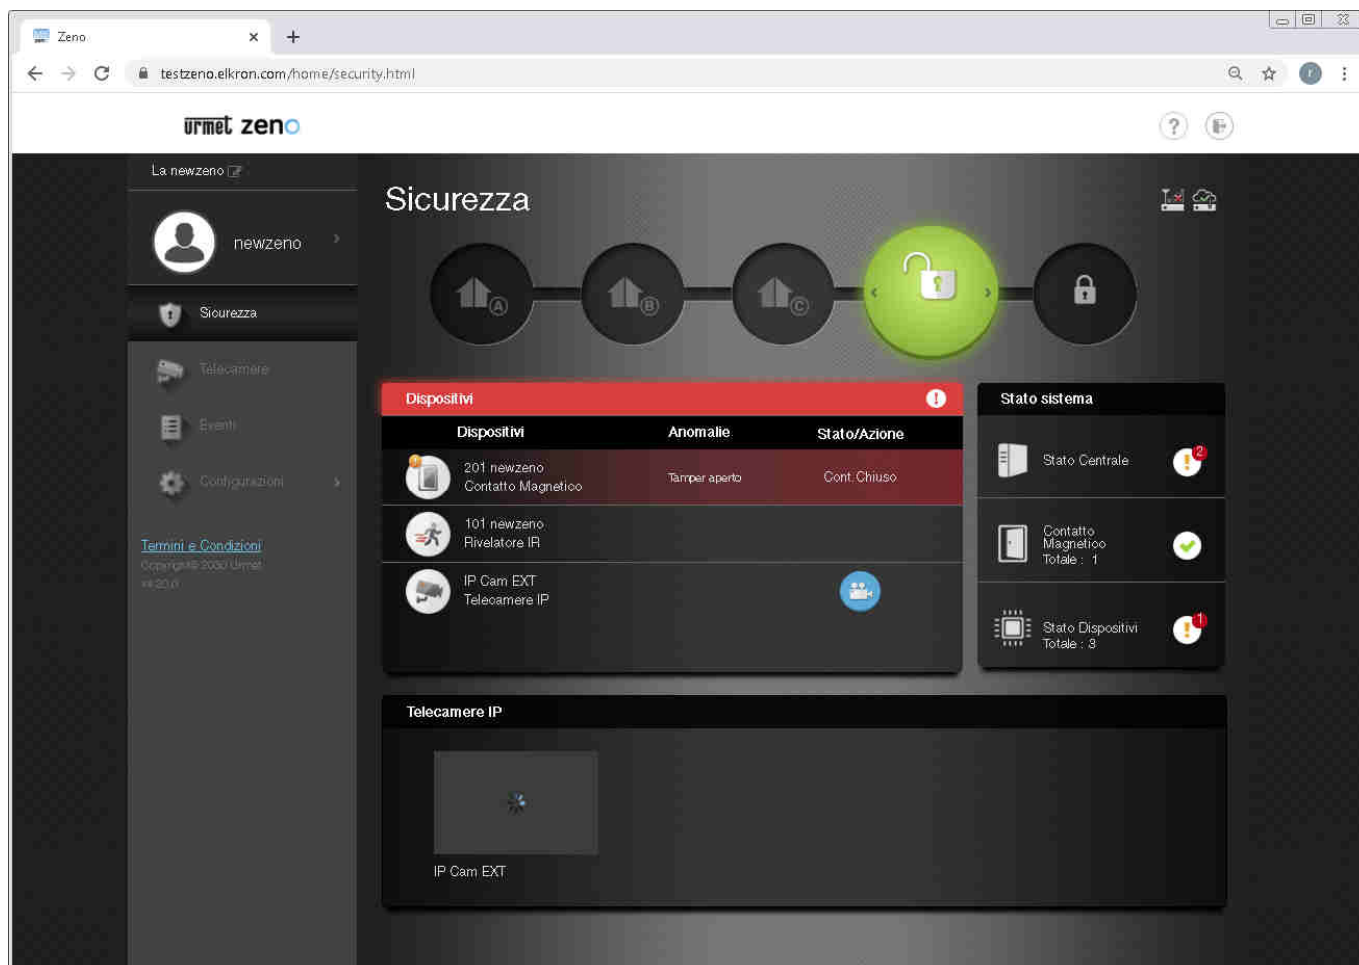 Zeno
testzeno.elkron.com/home/security.html
r
urmet zeno
?
La newzeno
newzeno
Sicurezza
Telecamere
Eventi
Configurazioni
Termini e Condizioni
Sicurezza
A
B
C
Dispositivi
Dispositivi Anomalie Stato/Azione
201 newzeno
Contatto Magnetico
Tamper aperto
Cont. Chiuso
101 newzeno
Rivelatore IR
IP Cam EXT
Telecamere IP
Stato sistema
Stato Centrale
2
Contatto
Magnetico
Totale : 1
Stato Dispositivi
Totale : 3
1
Telecamere IP
IP Cam EXT